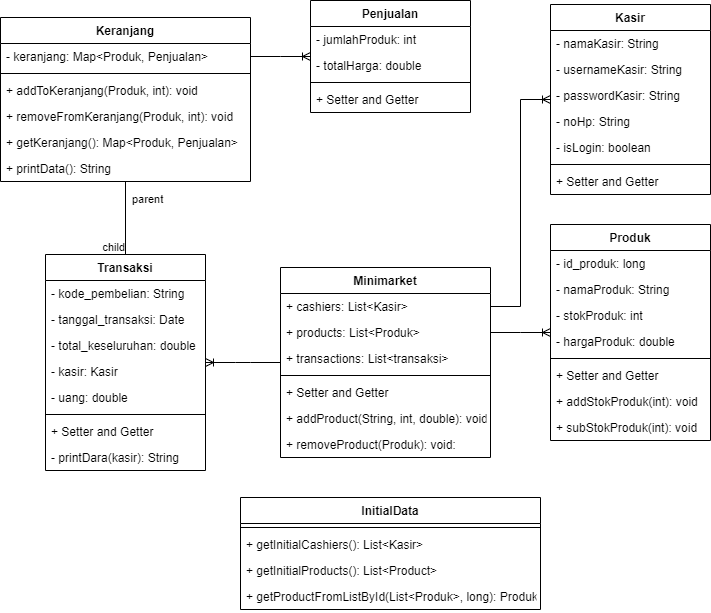 Keranjang
- keranjang: Map<Produk, Penjualan>
+ addToKeranjang(Produk, int): void
+ removeFromKeranjang(Produk, int): void
+ getKeranjang(): Map<Produk, Penjualan>
+ printData(): String
Penjualan
- jumlahProduk: int
- totalHarga: double
+ Setter and Getter
Kasir
- namaKasir: String
- usernameKasir: String
- passwordKasir: String
- noHp: String
- isLogin: boolean
+ Setter and Getter
parent
child
Transaksi
- kode_pembelian: String
- tanggal_transaksi: Date
- total_keseluruhan: double
- kasir: Kasir
- uang: double
+ Setter and Getter
- printDara(kasir): String
Minimarket
+ cashiers: List<Kasir>
+ products: List<Produk>
+ transactions: List<transaksi>
+ Setter and Getter
+ addProduct(String, int, double): void
+ removeProduct(Produk): void:
Produk
- id_produk: long
- namaProduk: String
- stokProduk: int
- hargaProduk: double
+ Setter and Getter
+ addStokProduk(int): void
+ subStokProduk(int): void
InitialData
+ getInitialCashiers(): List<Kasir>
+ getInitialProducts(): List<Product>
+ getProductFromListById(List<Produk>, long): Produk